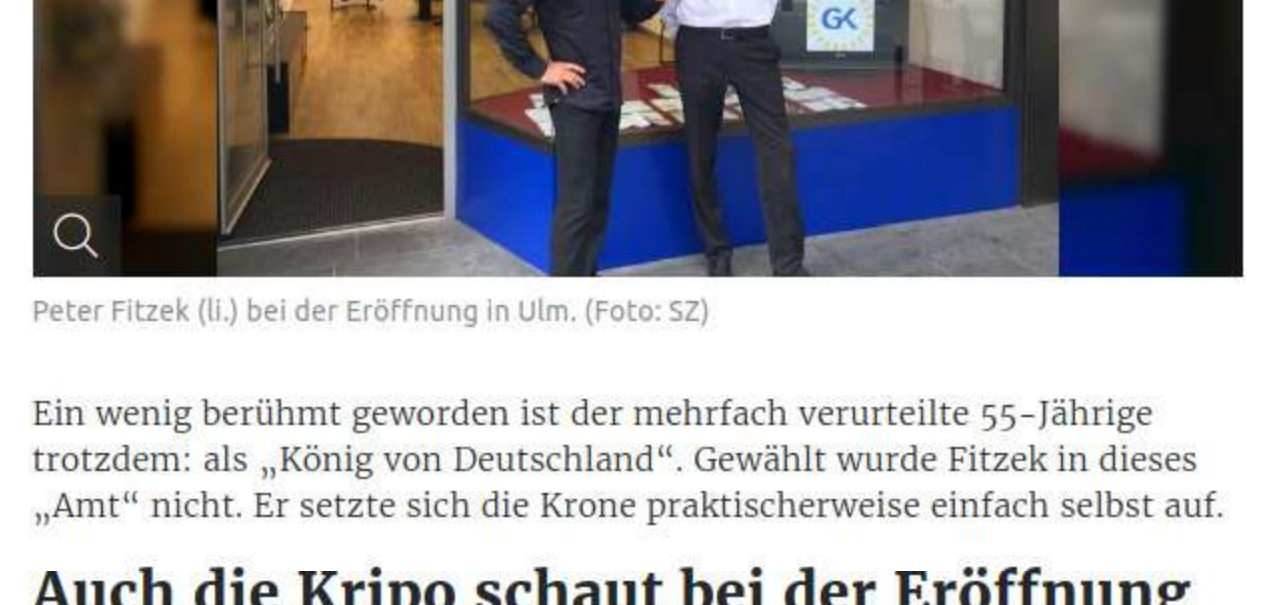 GK
Peter Fitzek (li.) bei der Eröffnung in Ulm. (Foto: SZ)
Ein wenig berühmt geworden ist der mehrfach verurteilte 55-Jährige
trotzdem: als „König von Deutschland“. Gewählt wurde Fitzek in dieses
„Amt“ nicht. Er setzte sich die Krone praktischerweise einfach selbst auf.
Auch die Kripo schaut bei der Eröffnung